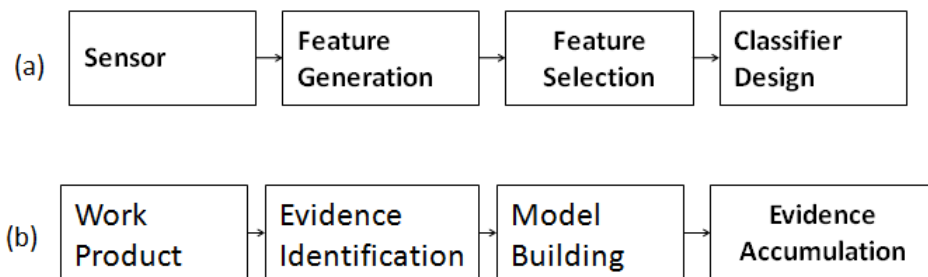 (a)
Sensor
Feature
Generation
Feature
Selection
Classifier
Design
(b)
Work
Product
Evidence
Identification
Model
Building
Evidence
Accumulation